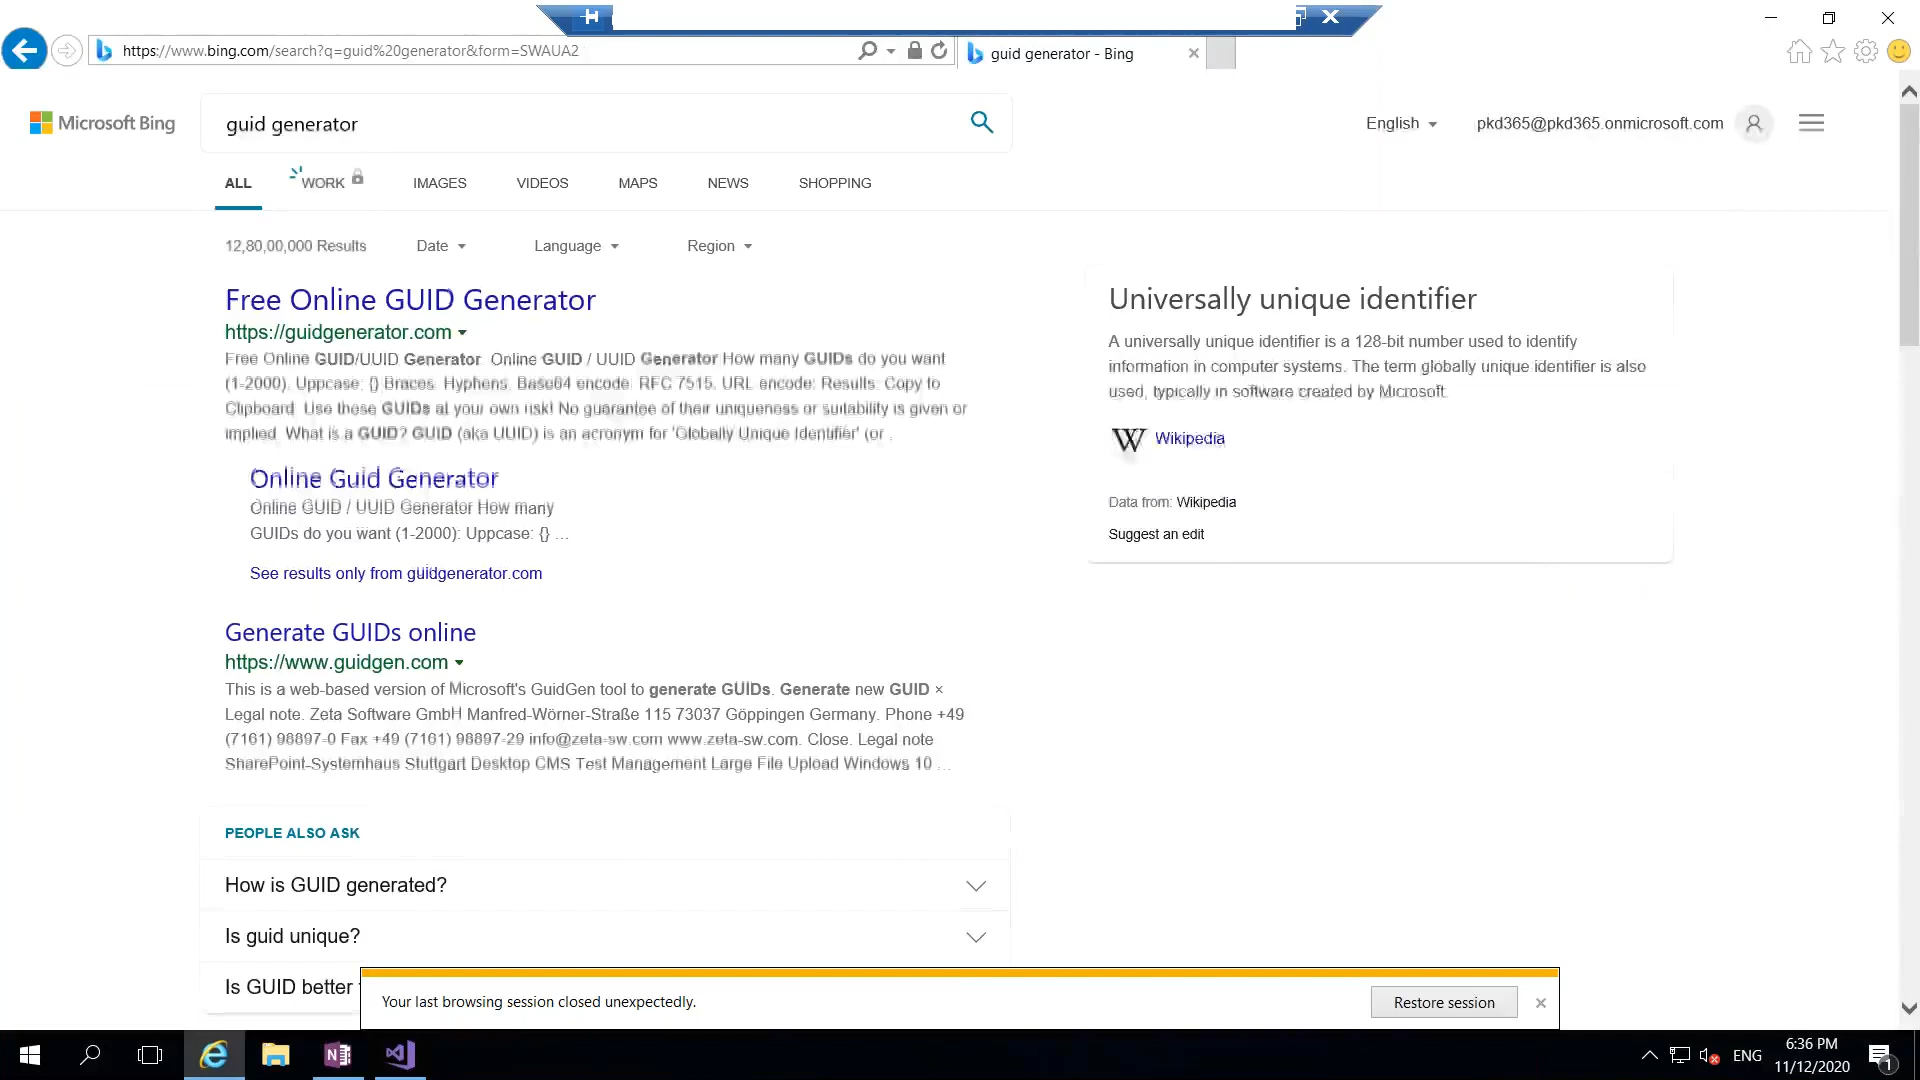 https://www.bing.com/search?q=guid%20generator&form=SWAUA2
guid generator - Bing
Microsoft Bing
guid generator
English
pkd365@pkd365.onmicrosoft.com
ALL
WORK
IMAGES
VIDEOS
MAPS
NEWS
SHOPPING
12,80,00,000 Results
Date
Language
Region
Free Online GUID Generator
https://guidgenerator.com
Free Online GUID/UUID Generator Online GUID / UUID Generator How many GUIDs do you want
(1-2000): Uppcase: {} Braces: Hyphens: Base64 encode: RFC 7515: URL encode: Results: Copy to
Clipboard. Use these GUIDs at your own risk! No guarantee of their uniqueness or suitability is given or
implied. What is a GUID? GUID (aka UUID) is an acronym for 'Globally Unique Identifier' (or .
Online Guid Generator
Online GUID / UUID Generator How many
GUIDs do you want (1-2000): Uppcase: {} ...
See results only from guidgenerator.com
Generate GUIDs online
https://www.guidgen.com
This is a web-based version of Microsoft's GuidGen tool to generate GUIDs. Generate new GUID ×
Legal note. Zeta Software GmbH Manfred-Wörner-Straße 115 73037 Göppingen Germany. Phone +49
(7161) 98897-0 Fax +49 (7161) 98897-29 info@zeta-sw.com www.zeta-sw.com. Close. Legal note
SharePoint-Systemhaus Stuttgart Desktop CMS Test Management Large File Upload Windows 10 ...
PEOPLE ALSO ASK
How is GUID generated?
Is guid unique?
Is GUID better
Universally unique identifier
A universally unique identifier is a 128-bit number used to identify
information in computer systems. The term globally unique identifier is also
used, typically in software created by Microsoft.
W Wikipedia
Data from: Wikipedia
Suggest an edit
Your last browsing session closed unexpectedly.
Restore session
ENG
6:36 PM
11/12/2020
1